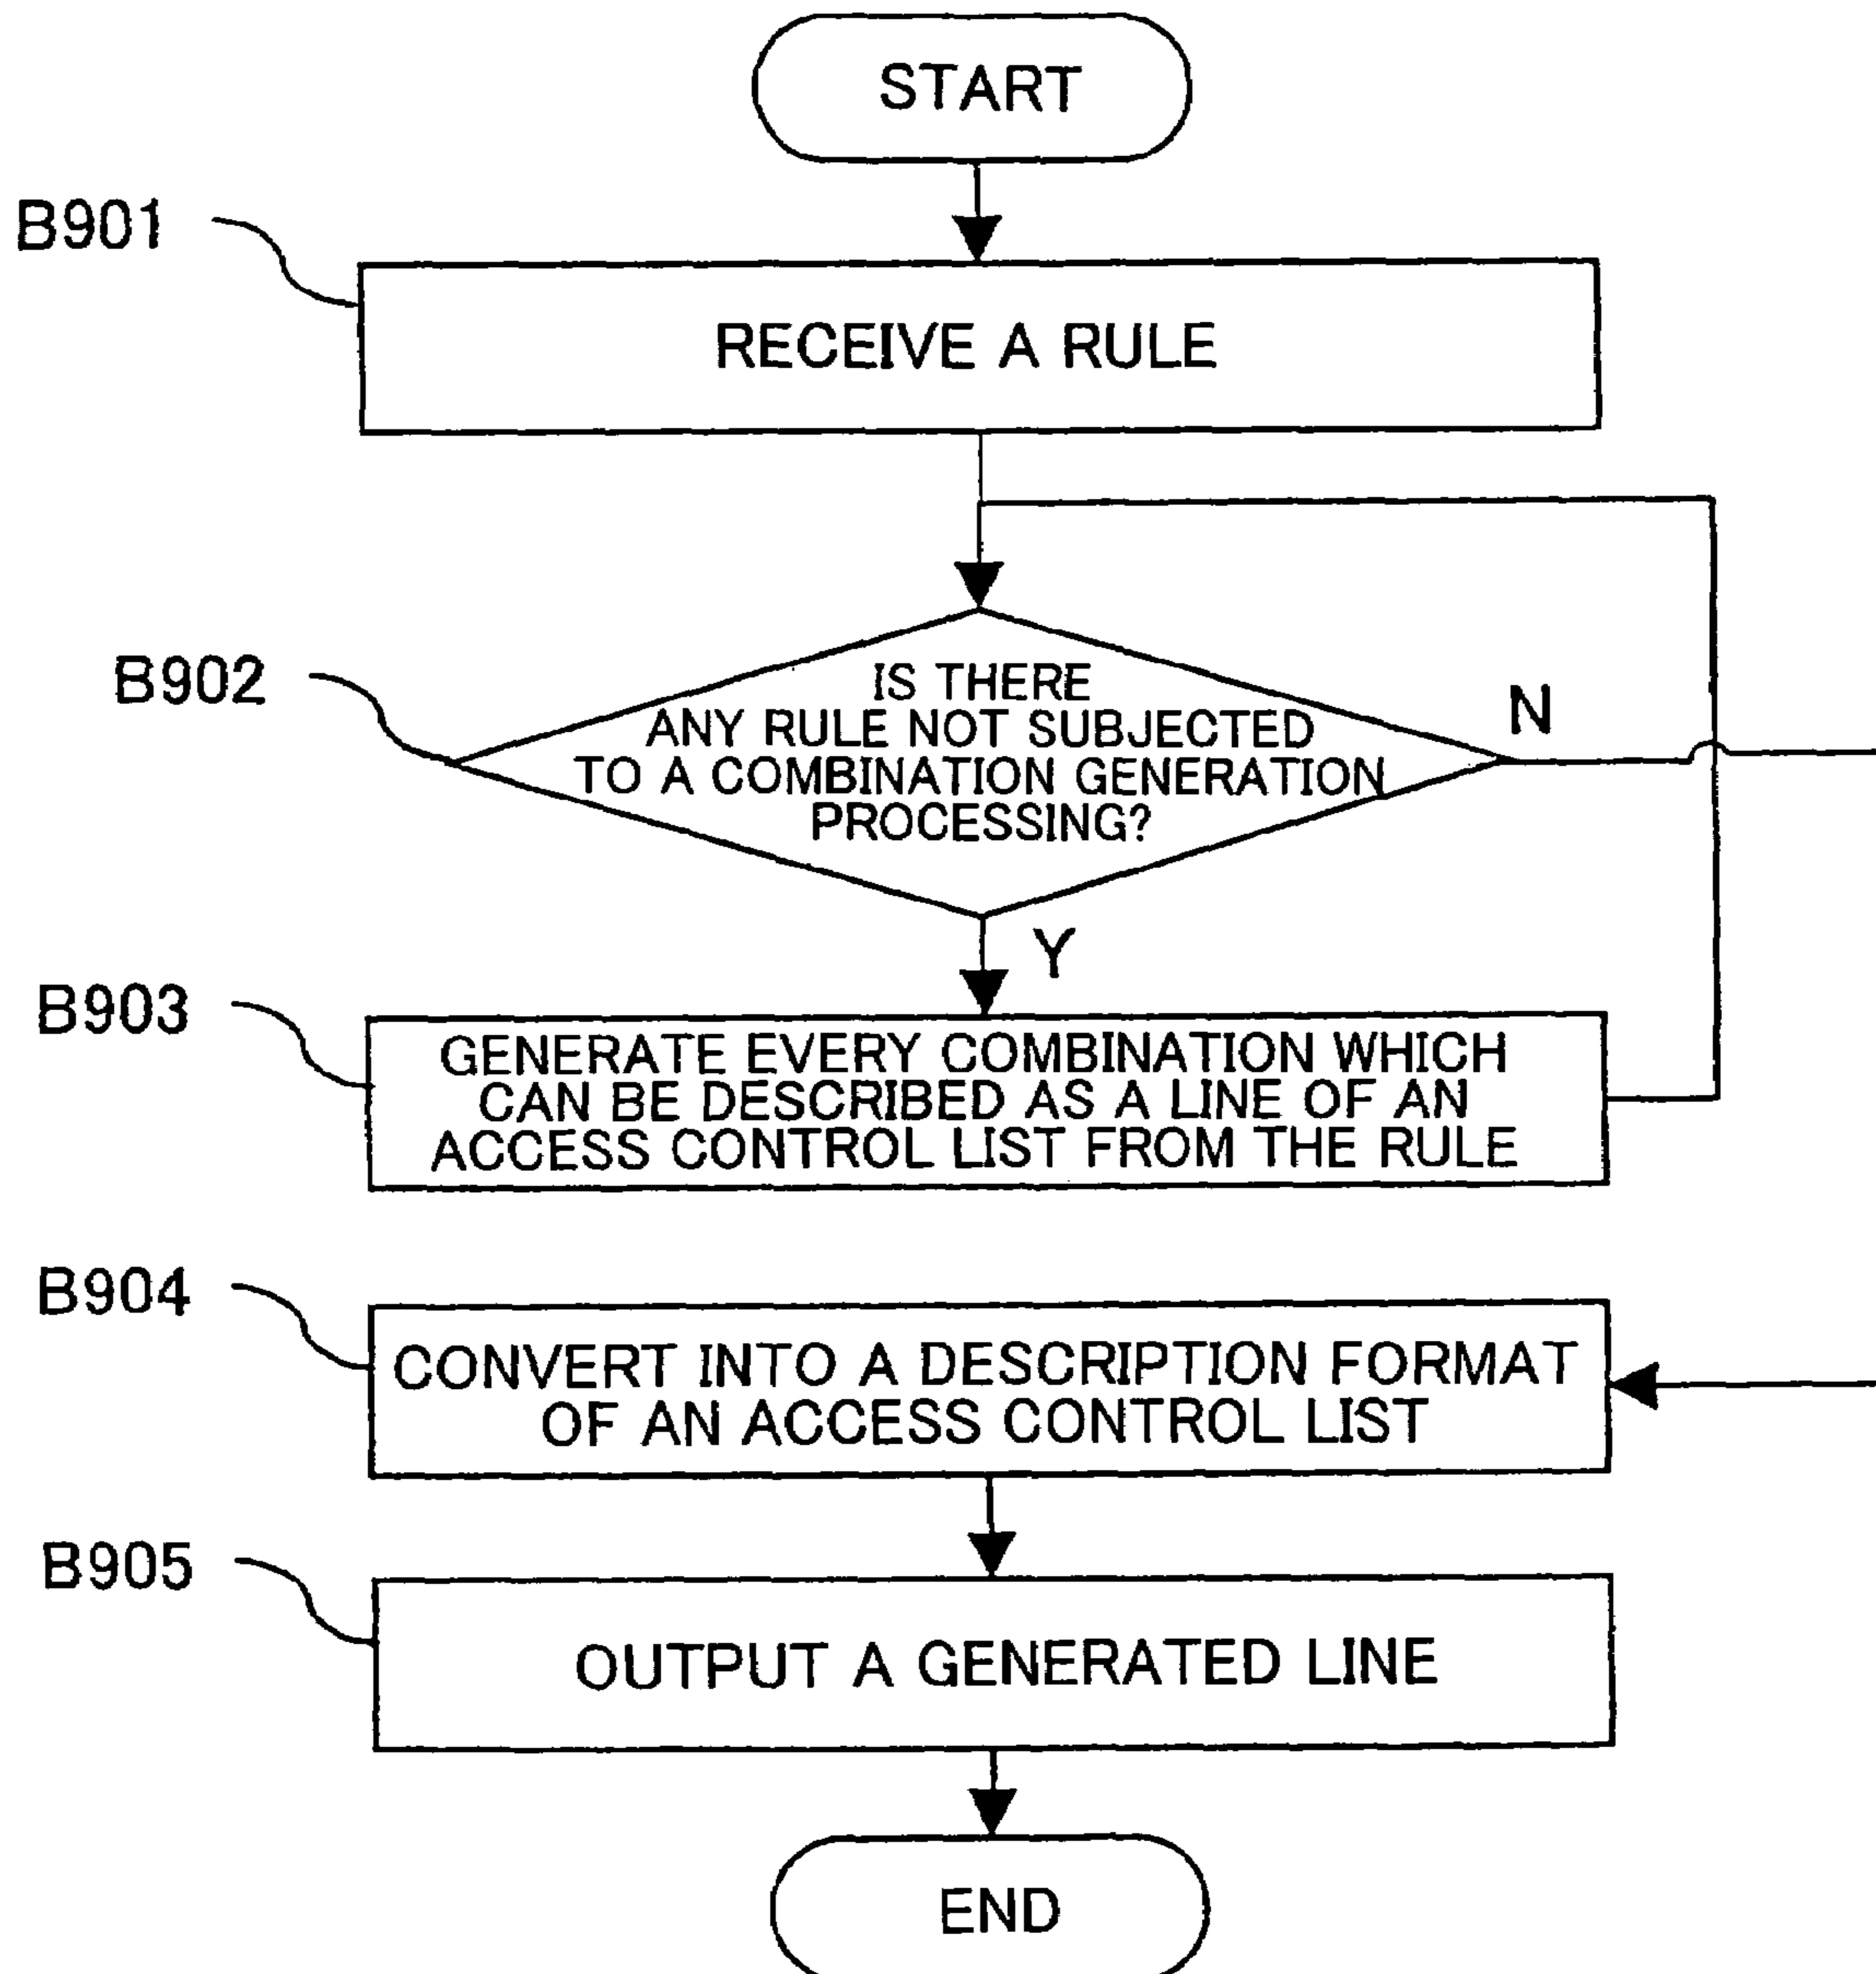 START
B901
RECEIVE A RULE
B902
IS THERE
ANY RULE NOT SUBJECTED
TO A COMBINATION GENERATION
PROCESSING?
N
Y
B903
GENERATE EVERY COMBINATION WHICH
CAN BE DESCRIBED AS A LINE OF AN
ACCESS CONTROL LIST FROM THE RULE
B904
CONVERT INTO A DESCRIPTION FORMAT
OF AN ACCESS CONTROL LIST
B905
OUTPUT A GENERATED LINE
END